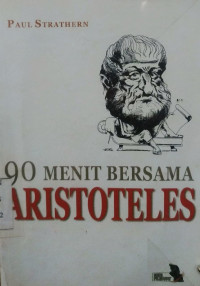 PAUL STRATHERN
90 MENIT BERSAMA
ARISTOTELES